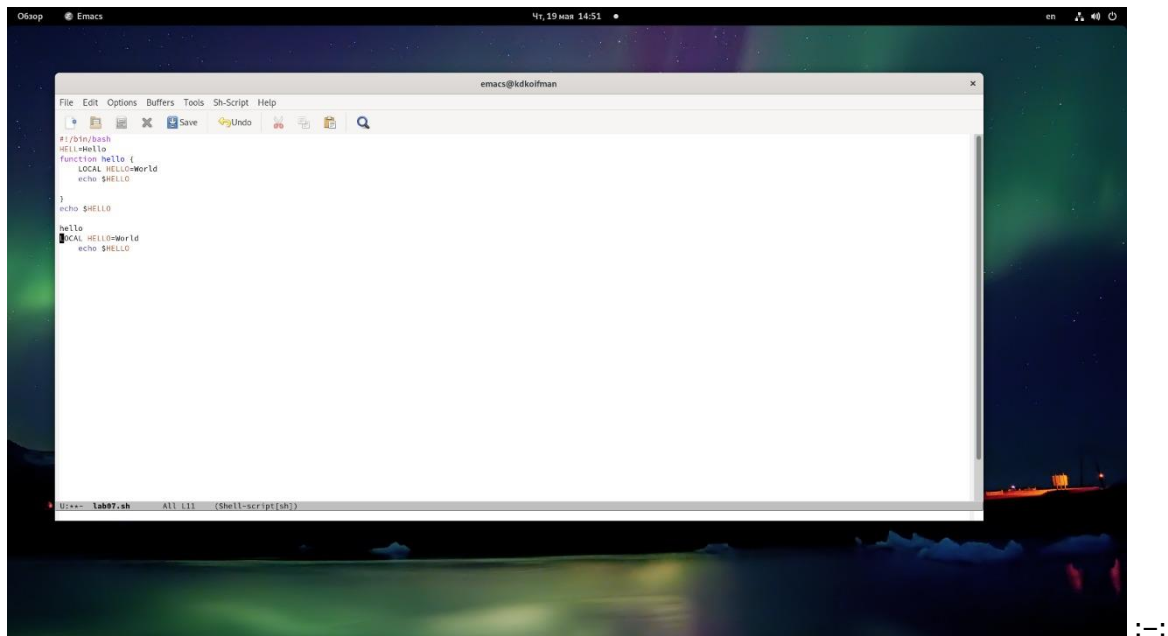 Обзор Emacs Чт, 19 мая 14:51 en
emacs@kdkoifman
File Edit Options Buffers Tools Sh-Script Help
Save Undo
#!/bin/bash
HELL=Hello
function hello {
LOCAL HELLO=World
echo $HELLO
}
echo $HELLO
hello
LOCAL HELLO=World
echo $HELLO
U:**- lab07.sh All L11 (Shell-script[sh])
:–: